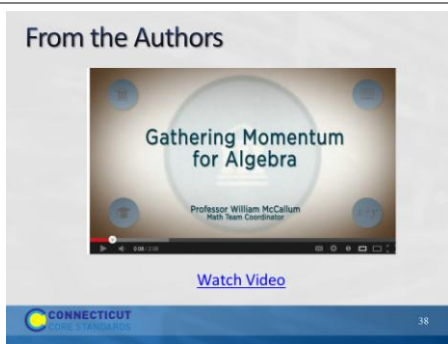 From the Authors
Gathering Momentum
for Algebra
Professor William McCallum
Math Team Coordinator
Watch Video
CONNECTICUT
CORE STANDARDS
38